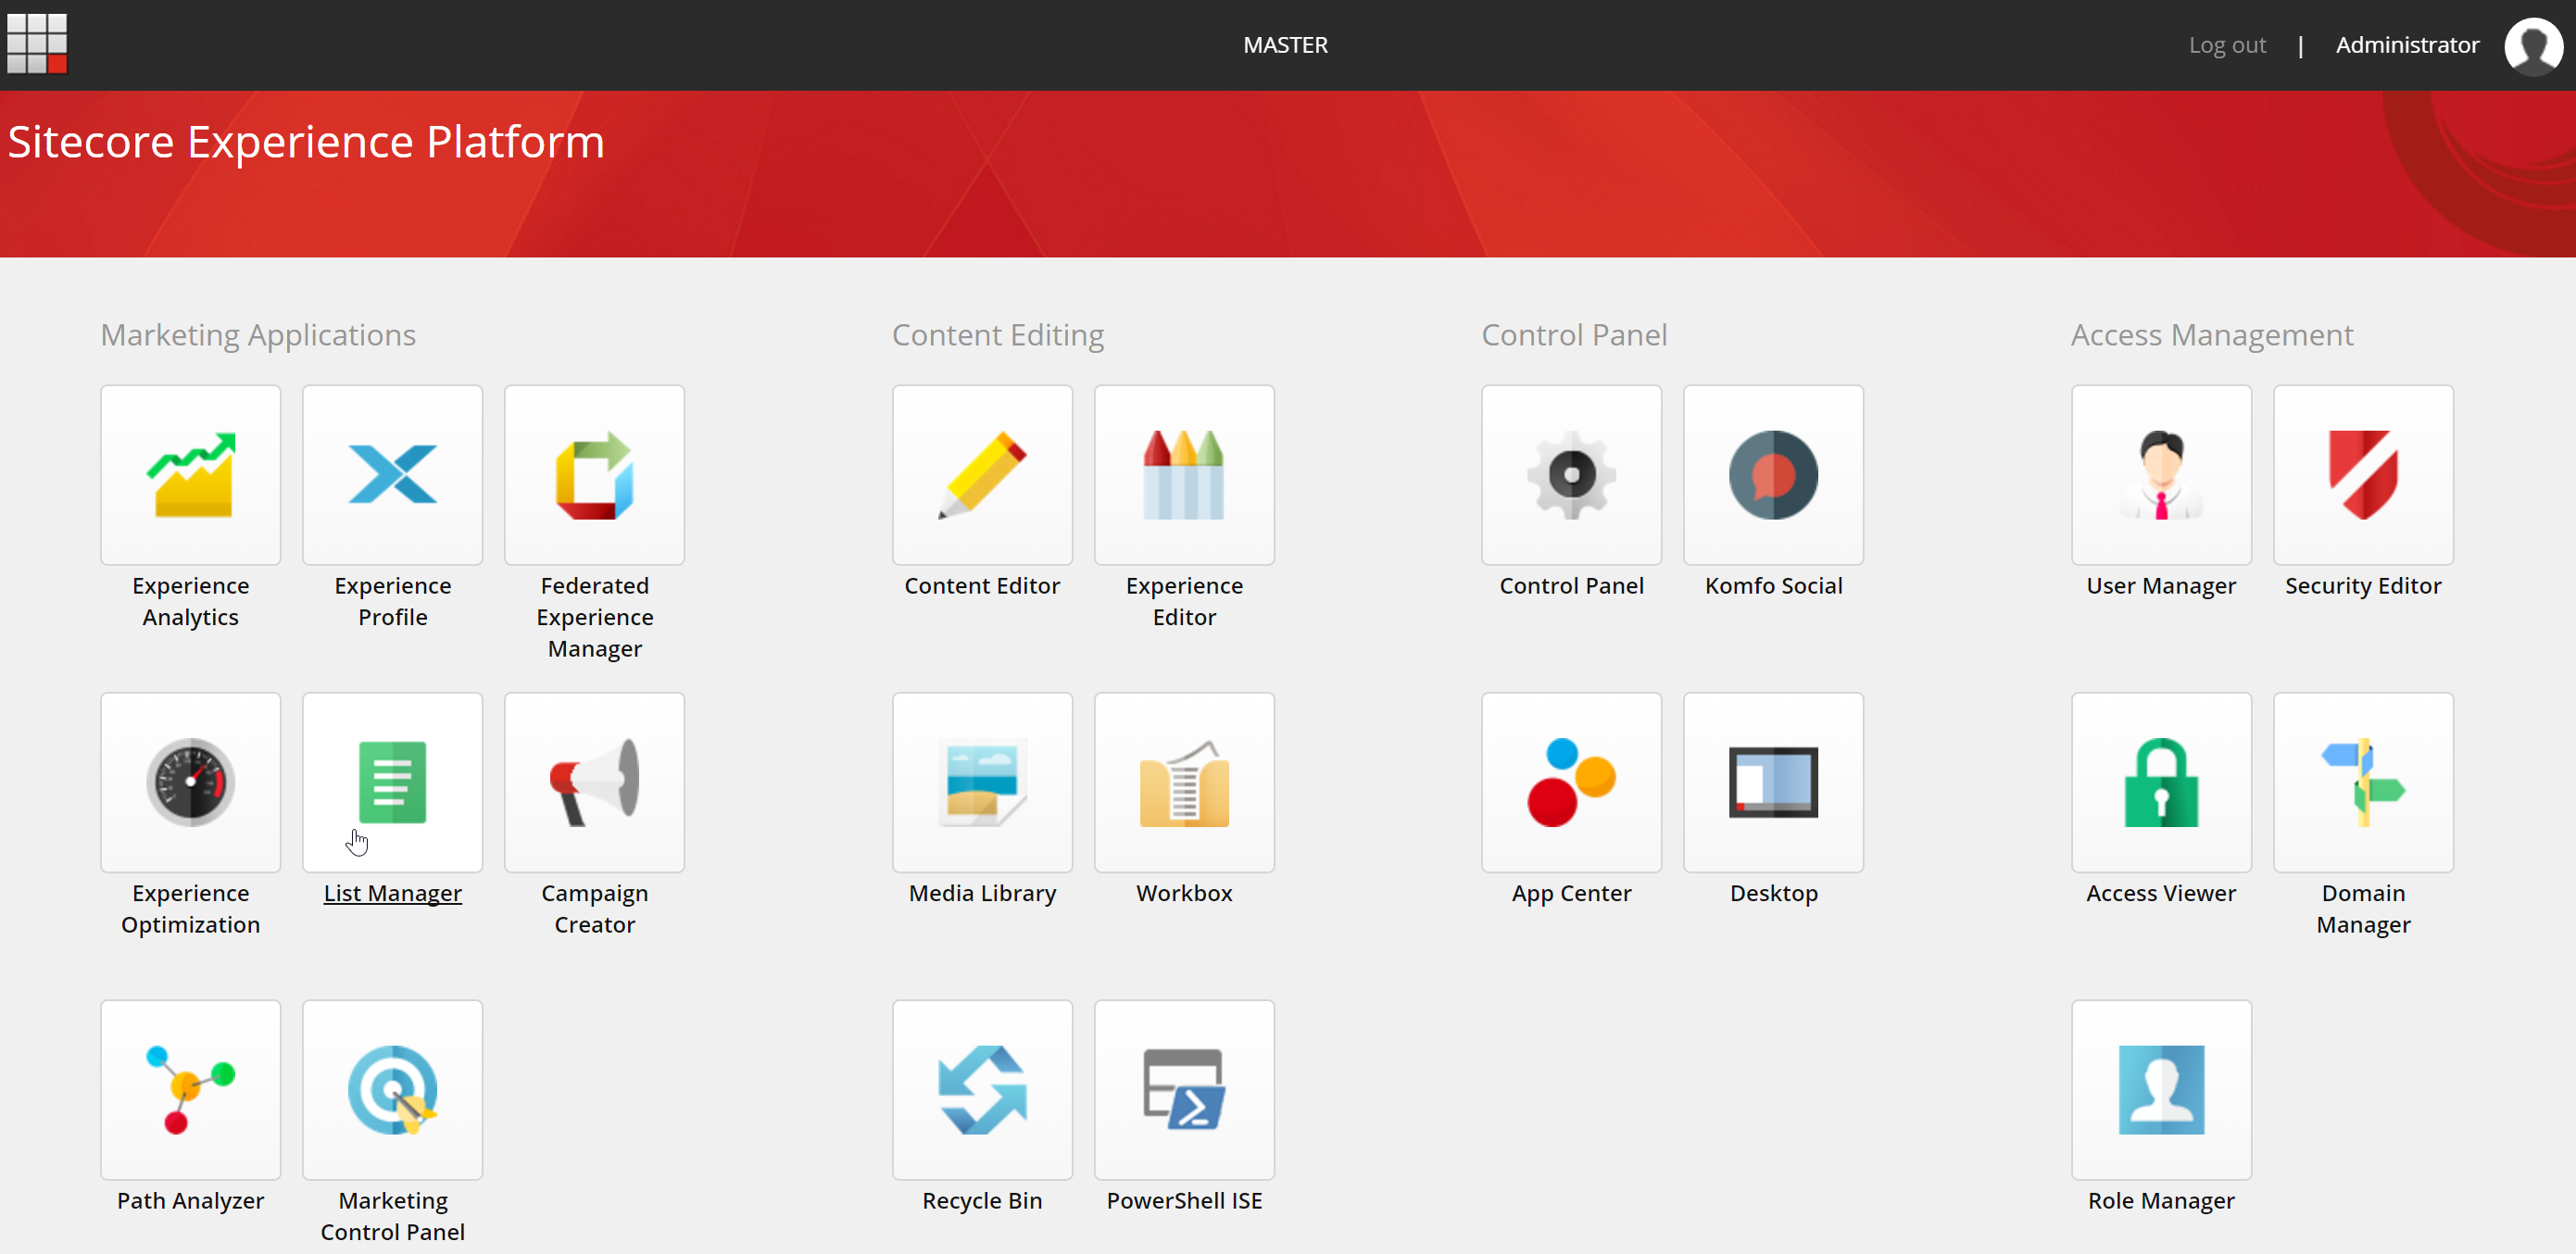 MASTER
Log out | Administrator
Sitecore Experience Platform
Marketing Applications
Experience
Analytics
Experience
Profile
Federated
Experience
Manager
Experience
Optimization
List Manager
Campaign
Creator
Path Analyzer
Marketing
Control Panel
Content Editing
Content Editor
Experience
Editor
Media Library
Workbox
Recycle Bin
PowerShell ISE
Control Panel
Control Panel
Komfo Social
App Center
Desktop
Access Management
User Manager
Security Editor
Access Viewer
Domain
Manager
Role Manager